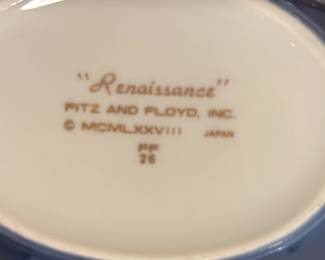 "Renaissance"
FITZ AND FLOYD, INC.
© MCMLXXVIII JAPAN
FF
26